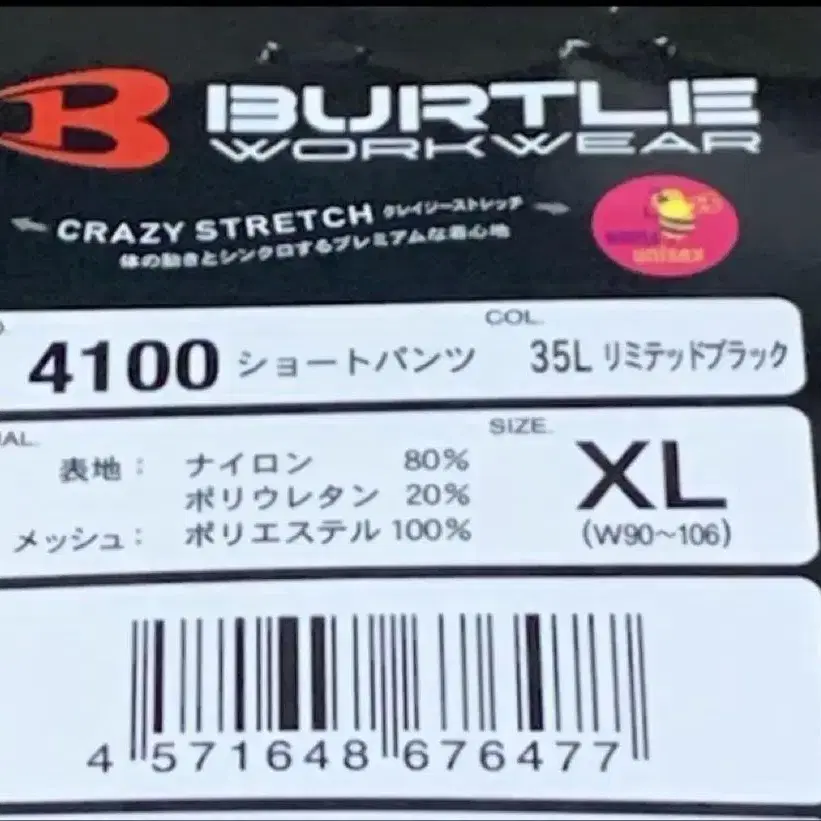 BURTLE
WORKWEAR
CRAZY STRETCH クレイジーストレッチ
体の動きとシンクロするプレミアムな着心地
unisex
4100 ショートパンツ
COL.
35L リミテッドブラック
AL.
表地: ナイロン 80%
ポリウレタン 20%
メッシュ: ポリエステル 100%
SIZE.
XL
(W90~106)
4 571648 676477